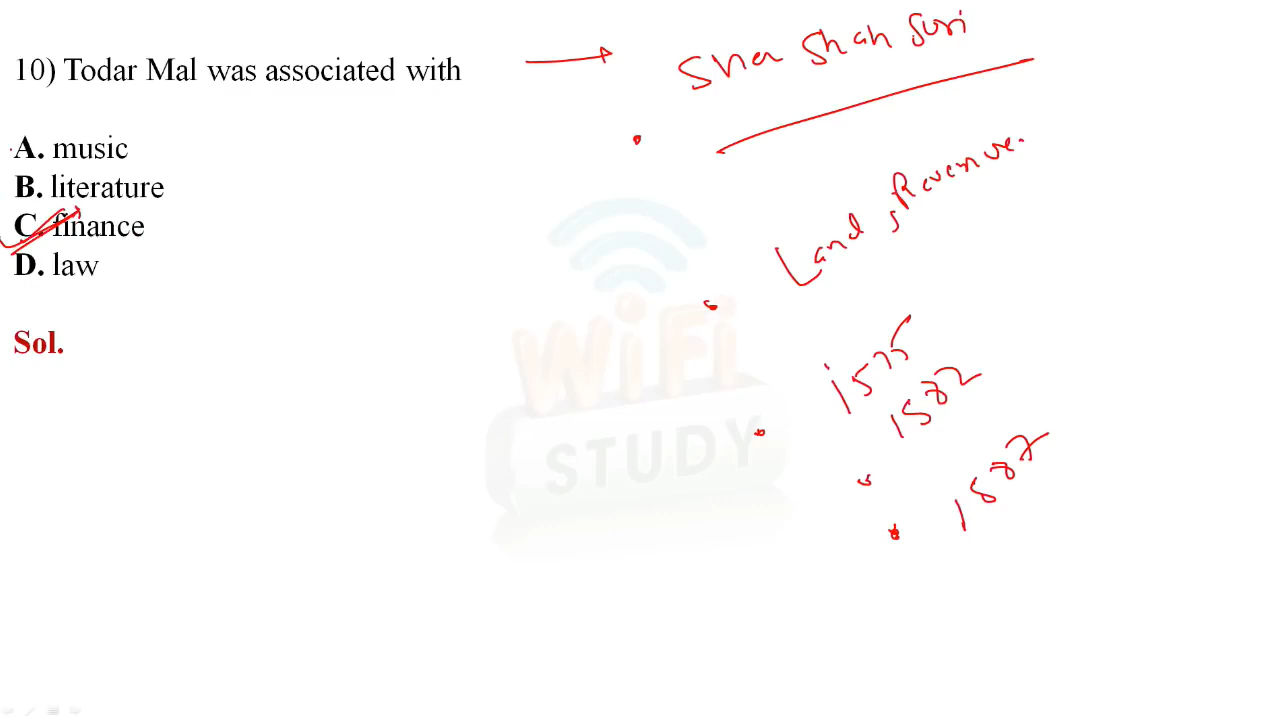 10) Todar Mal was associated with
Sher Shah Suri
A. music
B. literature
C. finance
D. law
Land, Revenue.
Sol.
1575
1582
1587
WiFi
STUDY